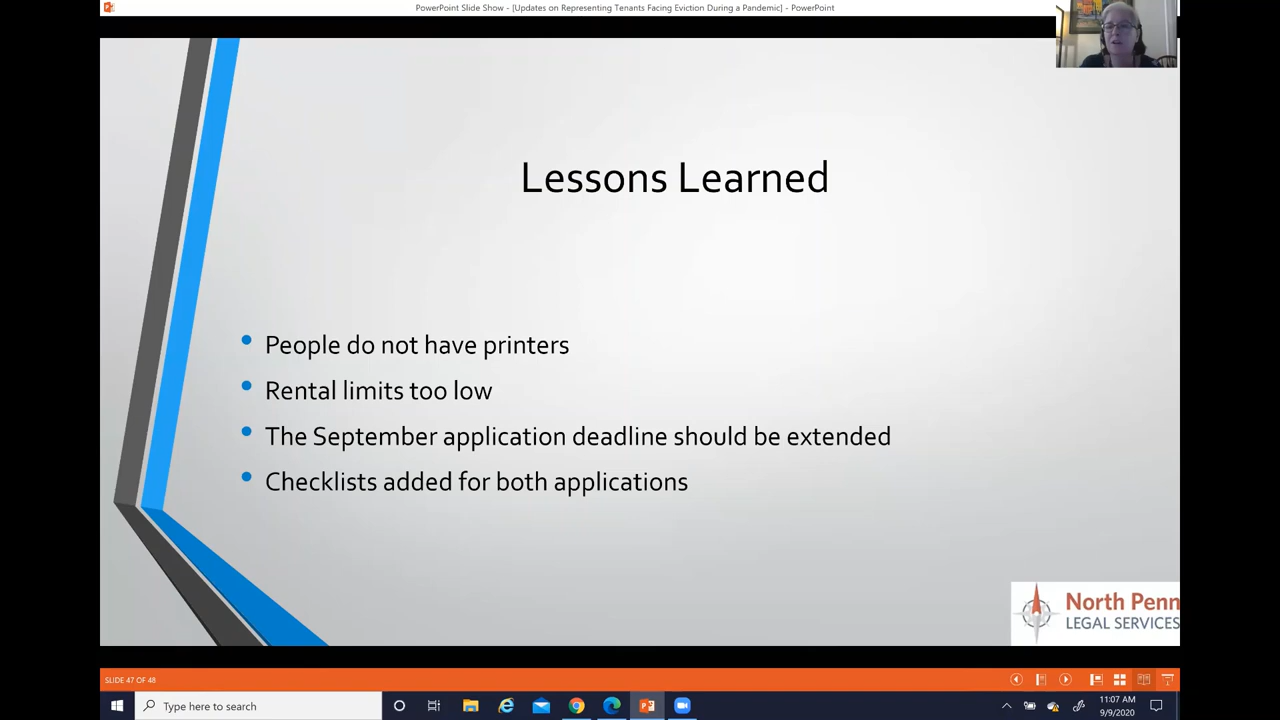 PowerPoint Slide Show - [Updates on Representing Tenants Facing Eviction During a Pandemic] - PowerPoint
Lessons Learned
• People do not have printers
• Rental limits too low
• The September application deadline should be extended
• Checklists added for both applications
North Penn
LEGAL SERVICES
SLIDE 47 OF 48
Type here to search
11:07 AM
9/9/2020